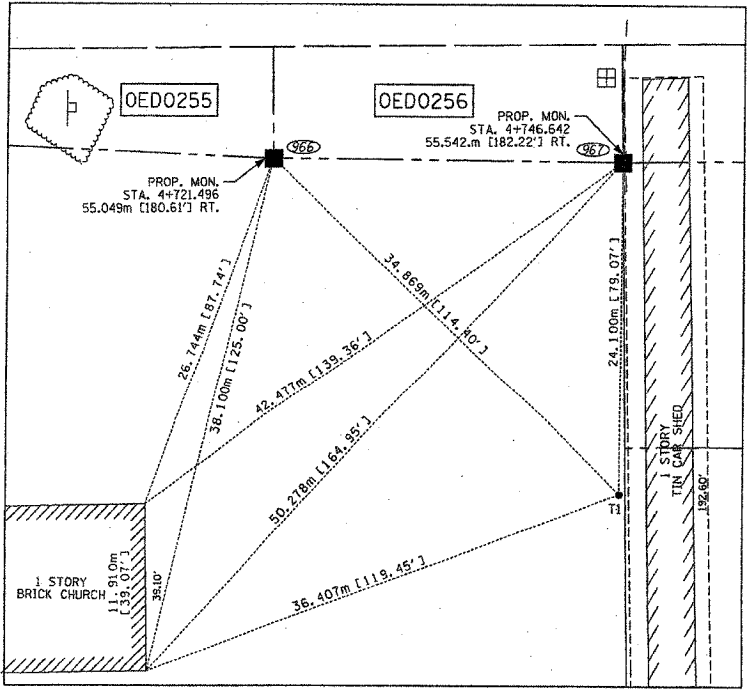 OED0255
OED0256
PROP. MON.
STA. 4+746.642
55.542.m [182.22'] RT.
966
967
PROP. MON.
STA. 4+721.496
55.049m [180.61'] RT.
34.869m [114.40']
24.100m [79.07']
26.744m [87.74']
38.100m [125.00']
42.477m [139.36']
50.278m [164.95']
1 STORY
TIN CAR SHED
192.60'
T1
36.407m [119.45']
1 STORY
BRICK CHURCH
11.910m
[39.07']
39.10'